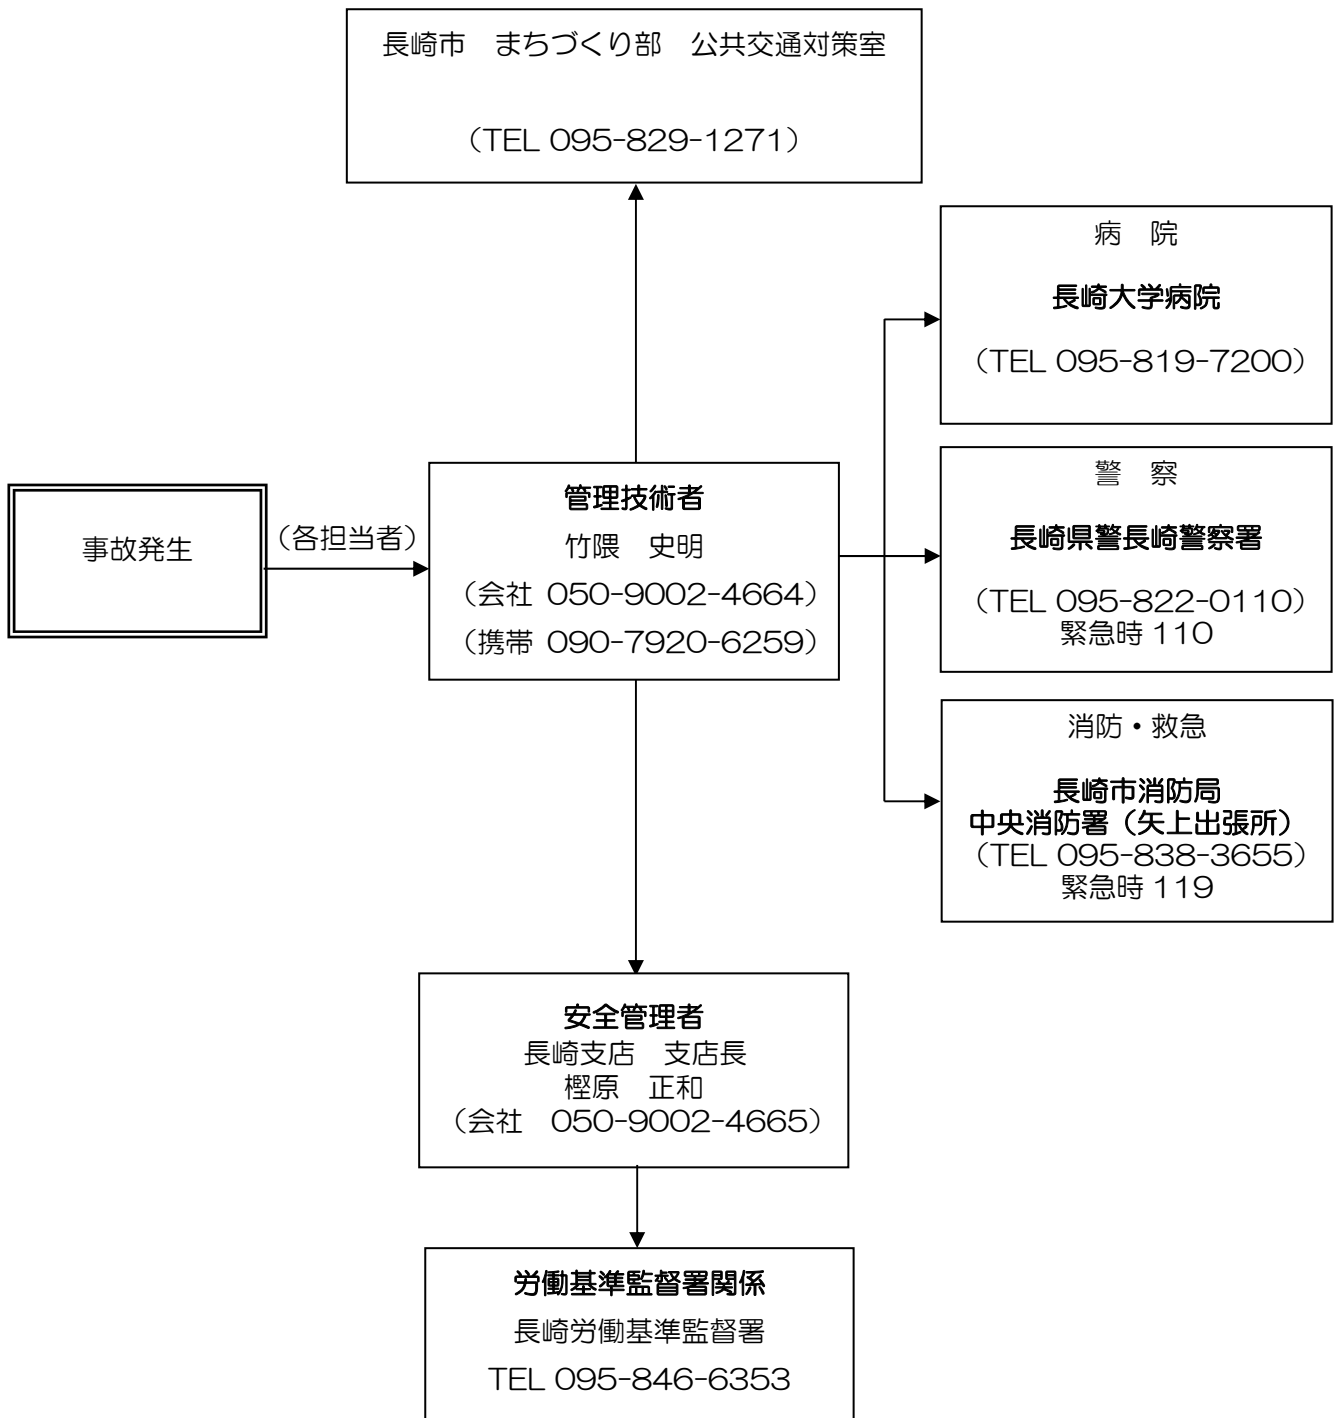 長崎市　まちづくり部　公共交通対策室
（TEL 095-829-1271）
病　院
長崎大学病院
（TEL 095-819-7200）
警　察
長崎県警長崎警察署
（TEL 095-822-0110）
緊急時 110
消防・救急
長崎市消防局
中央消防署（矢上出張所）
（TEL 095-838-3655）
緊急時 119
事故発生
（各担当者）
管理技術者
竹隈　史明
（会社 050-9002-4664）
（携帯 090-7920-6259）
安全管理者
長崎支店　支店長
樫原　正和
（会社　050-9002-4665）
労働基準監督署関係
長崎労働基準監督署
TEL 095-846-6353